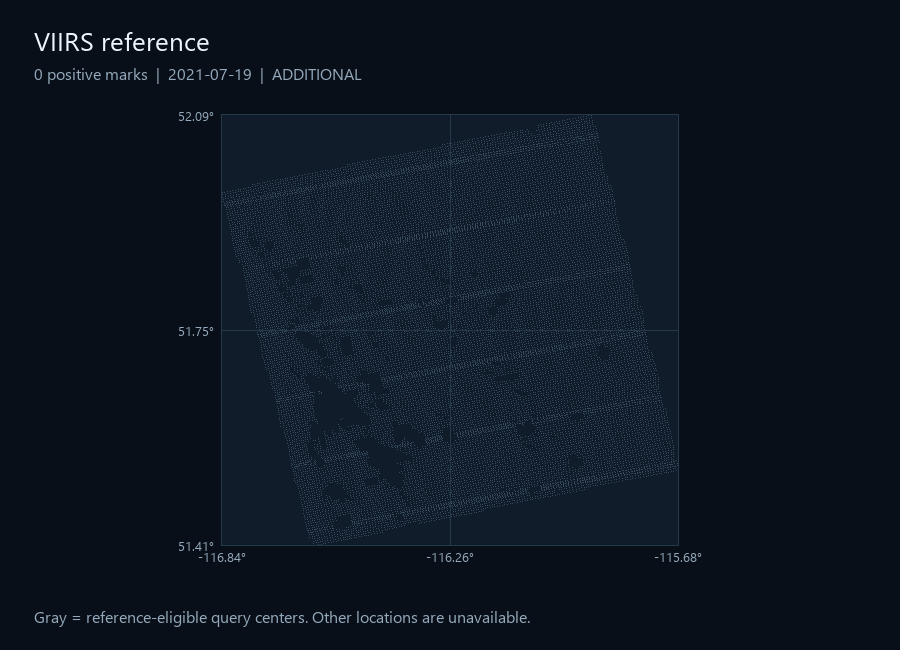 VIIRS reference
0 positive marks | 2021-07-19 | ADDITIONAL
52.09°
51.75°
51.41°
-116.84°
-116.26°
-115.68°
Gray = reference-eligible query centers. Other locations are unavailable.